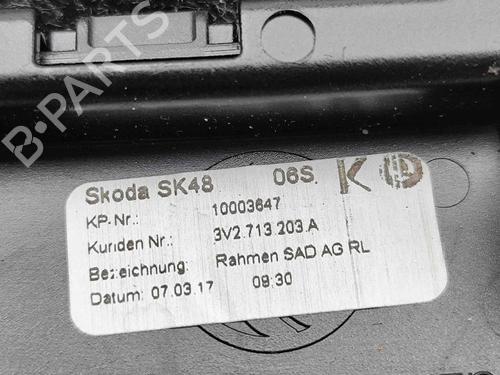 B-PARTS
Skoda SK48 06S. K
KP-Nr.: 10003647
Kunden Nr.: 3V2.713.203.A
Bezeichnung: Rahmen SAD AG RL
Datum: 07.03.17 09:30